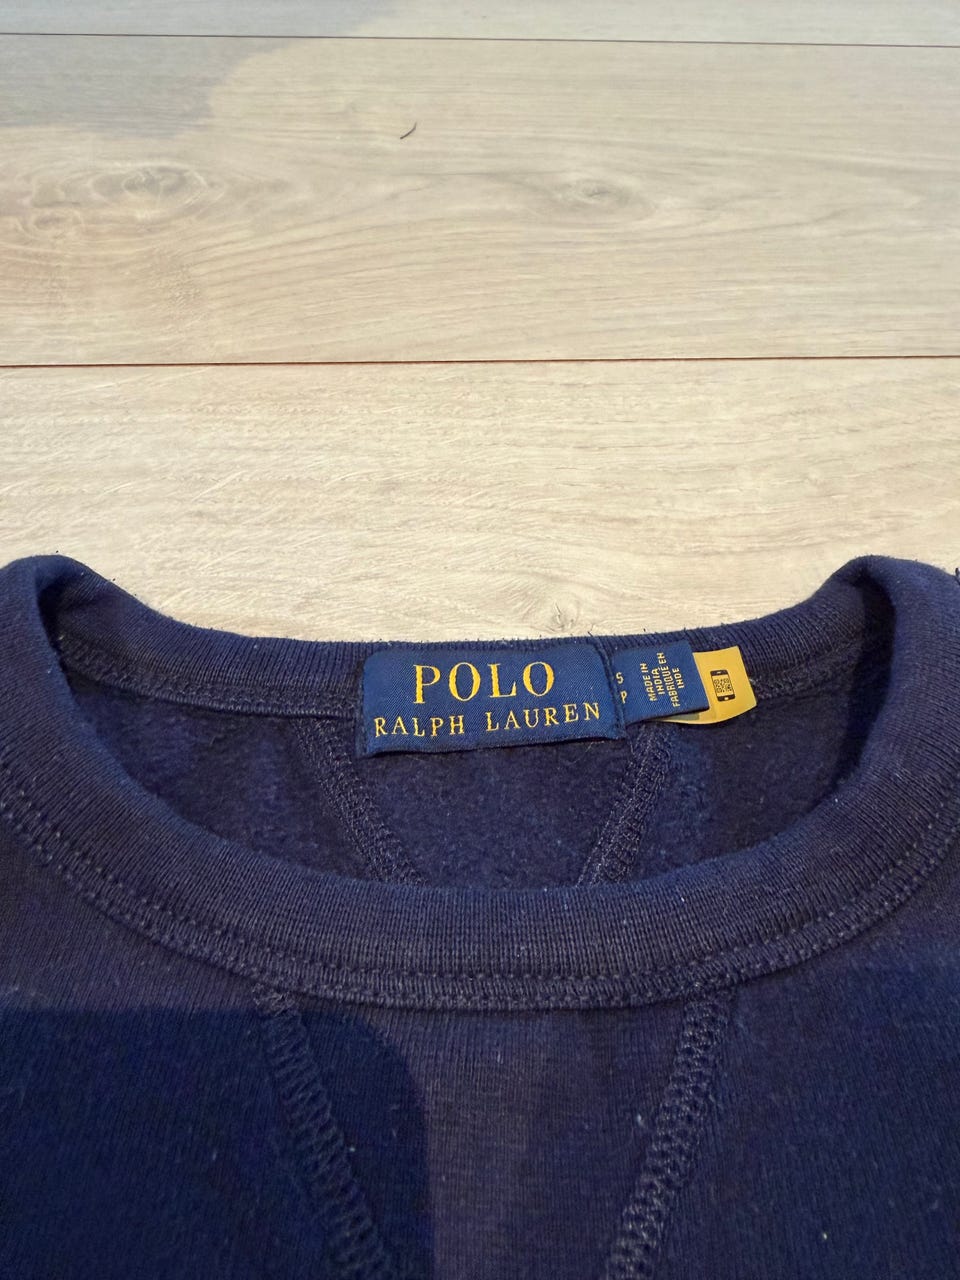 POLO
RALPH LAUREN
S
P
MADE IN
INDIA
FABRIQUÉ EN
INDE